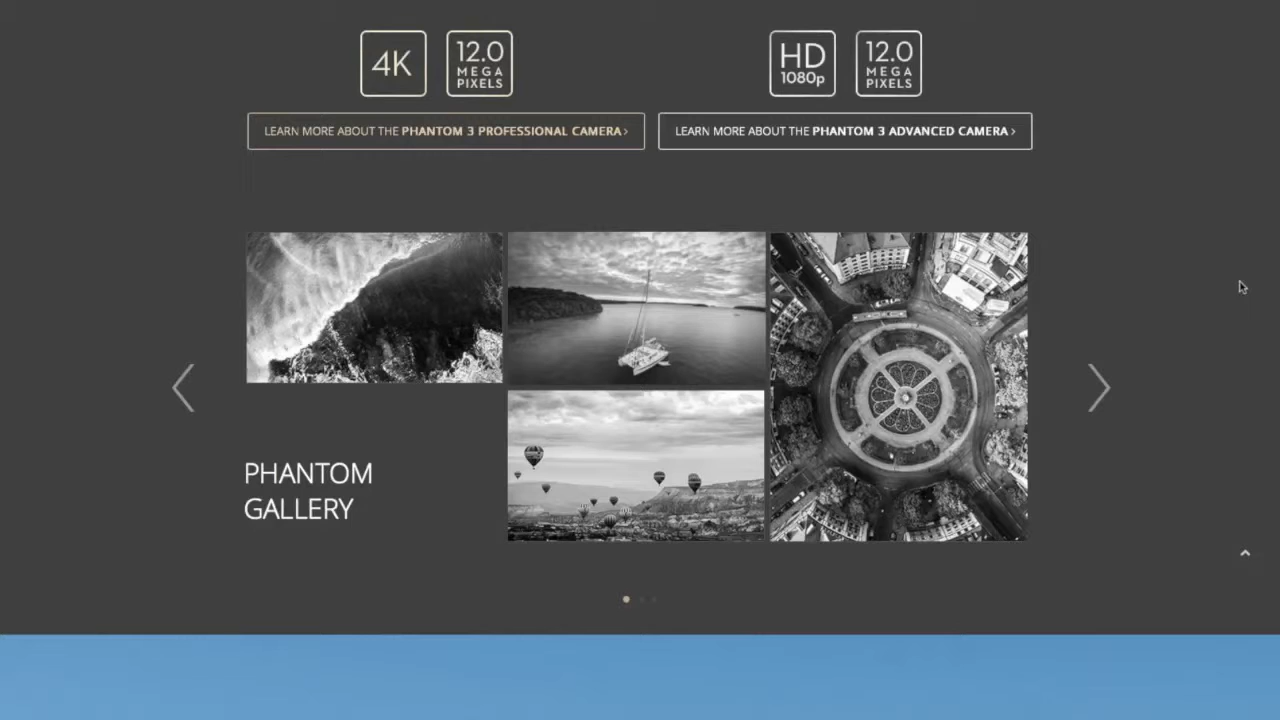 4K
12.0
MEGA
PIXELS
HD
1080p
12.0
MEGA
PIXELS
LEARN MORE ABOUT THE PHANTOM 3 PROFESSIONAL CAMERA ›
LEARN MORE ABOUT THE PHANTOM 3 ADVANCED CAMERA ›
PHANTOM
GALLERY